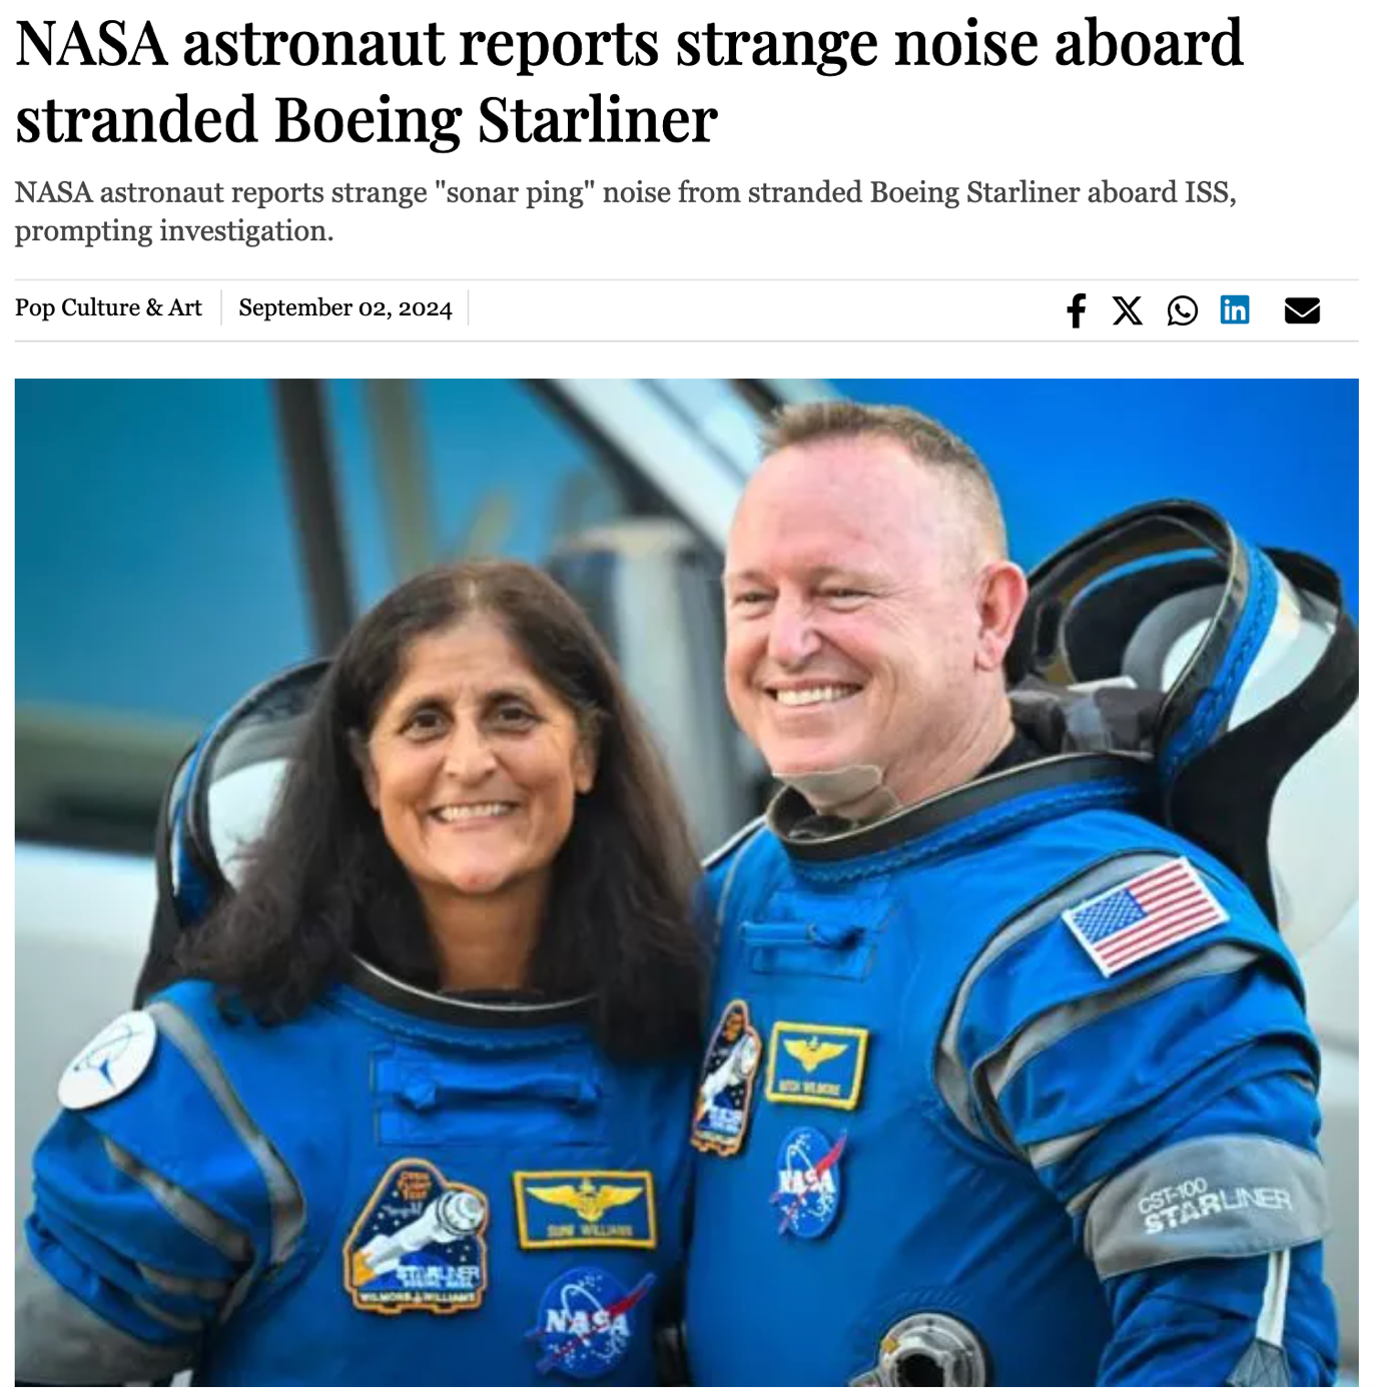 NASA astronaut reports strange noise aboard
stranded Boeing Starliner
NASA astronaut reports strange "sonar ping" noise from stranded Boeing Starliner aboard ISS,
prompting investigation.
Pop Culture & Art
September 02, 2024
in
BUTCH WILMORE
NASA
CST-100
STARLINER
SUNI WILLIAMS
STARLINER
WILMORE WILLIAMS
NASA